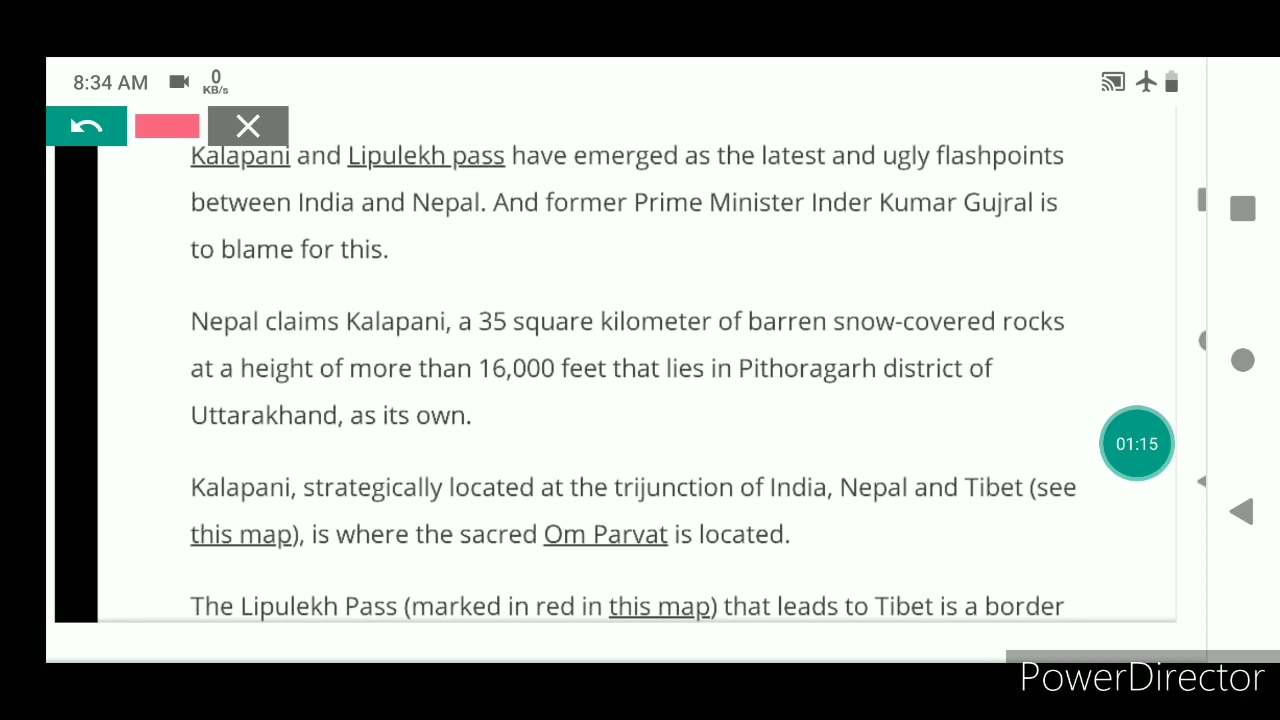 8:34 AM
0
KB/s
Kalapani and Lipulekh pass have emerged as the latest and ugly flashpoints
between India and Nepal. And former Prime Minister Inder Kumar Gujral is
to blame for this.
Nepal claims Kalapani, a 35 square kilometer of barren snow-covered rocks
at a height of more than 16,000 feet that lies in Pithoragarh district of
Uttarakhand, as its own.
01:15
Kalapani, strategically located at the trijunction of India, Nepal and Tibet (see
this map), is where the sacred Om Parvat is located.
The Lipulekh Pass (marked in red in this map) that leads to Tibet is a border
PowerDirector